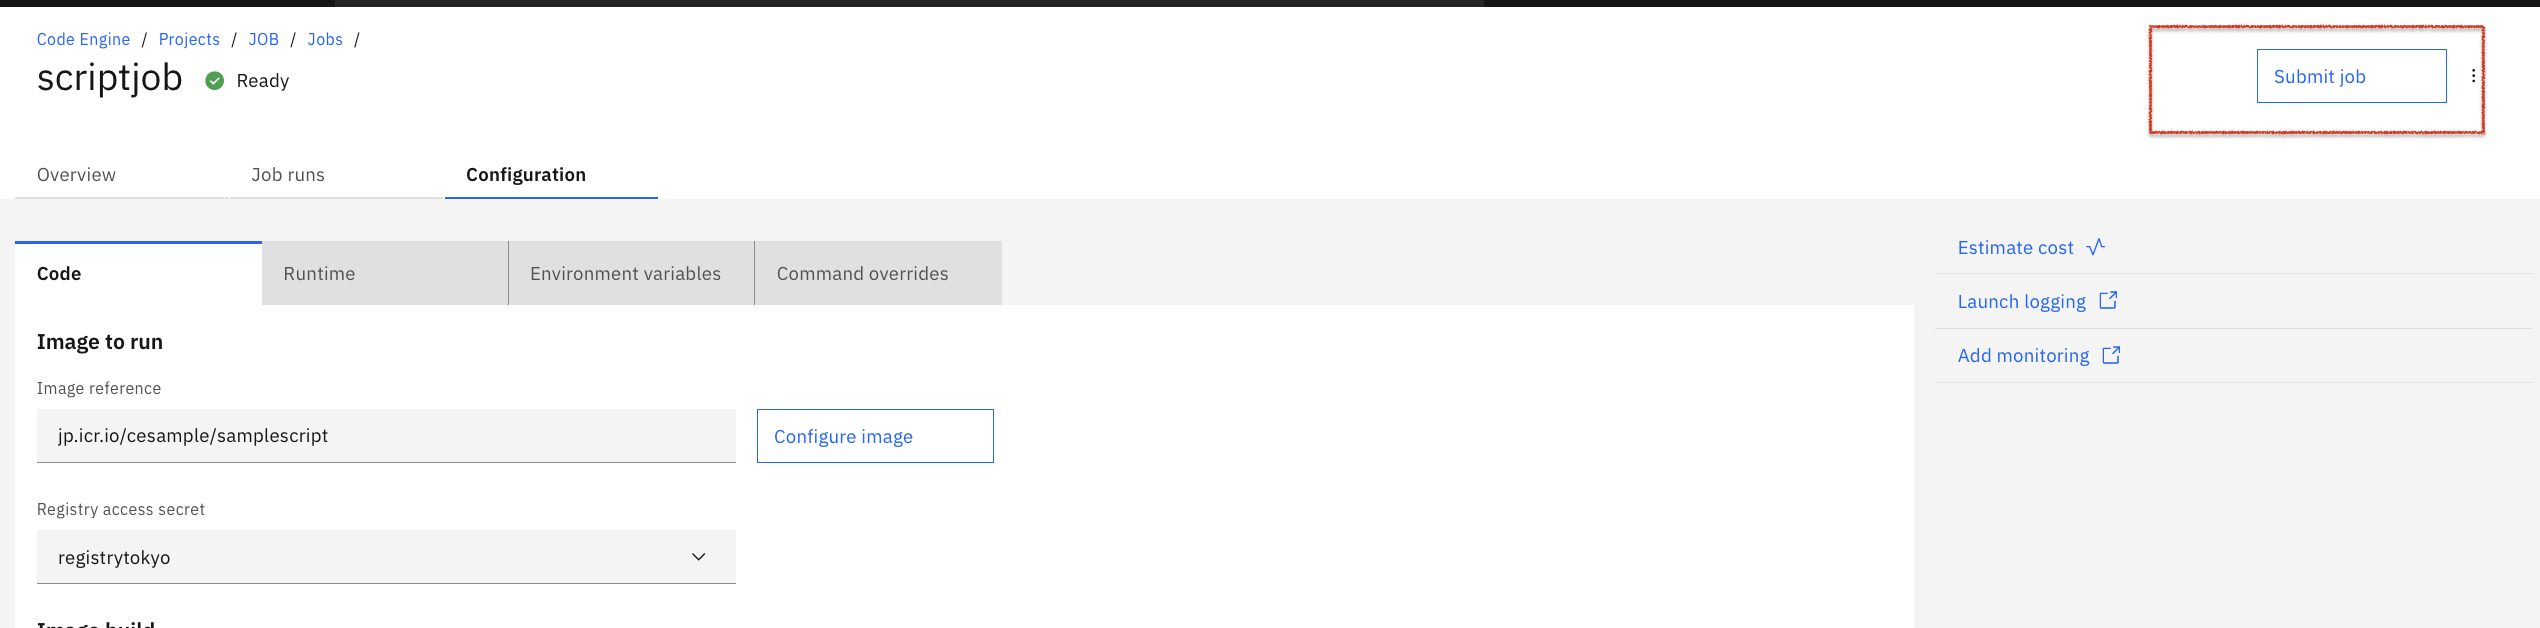 Code Engine / Projects / JOB / Jobs /
scriptjob Ready
Submit job
Overview Job runs Configuration
Code Runtime Environment variables Command overrides
Estimate cost
Launch logging
Add monitoring
Image to run
Image reference
jp.icr.io/cesample/samplescript
Configure image
Registry access secret
registrytokyo
Image build